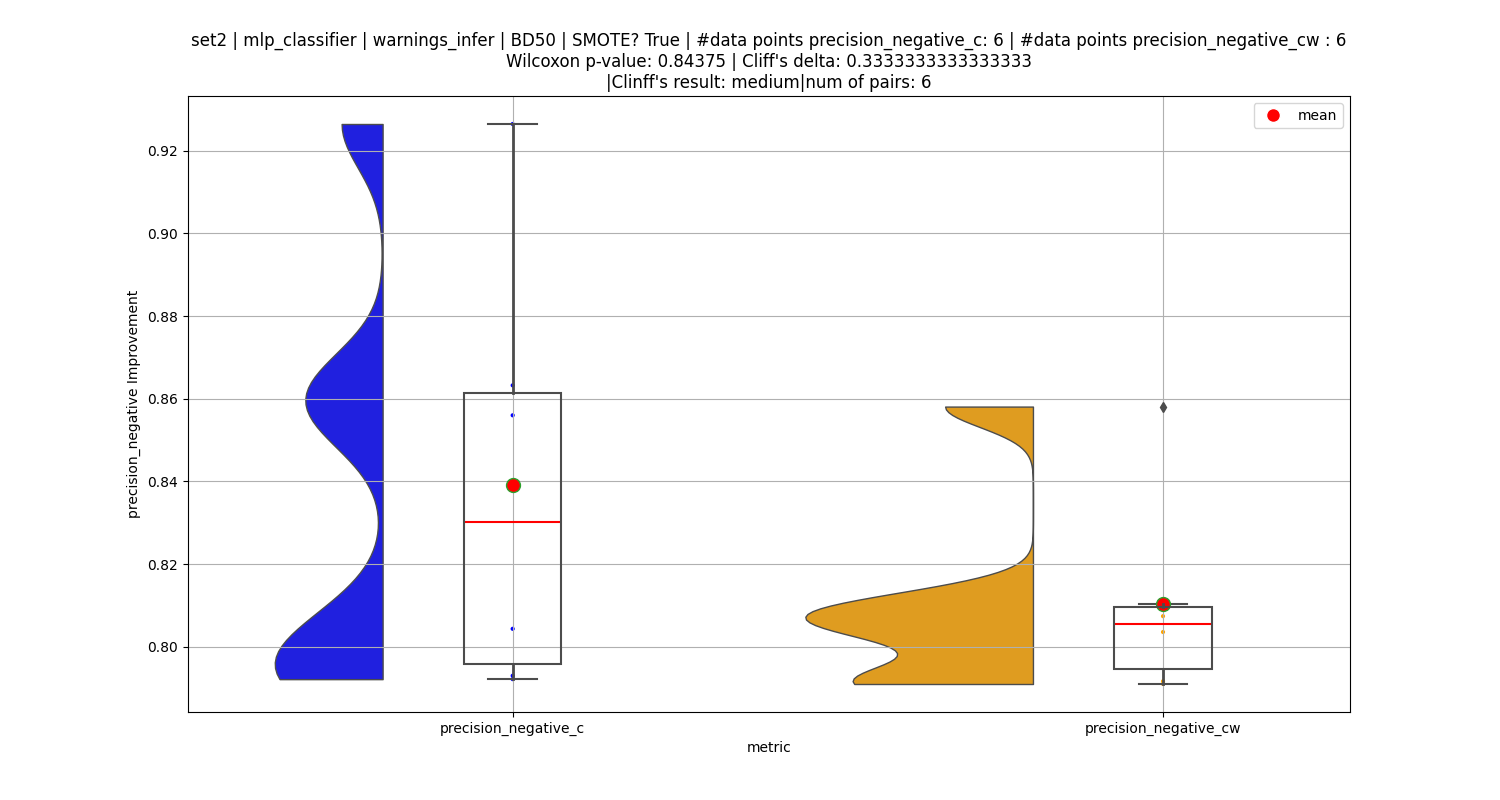 set2 | mlp_classifier | warnings_infer | BD50 | SMOTE? True | #data points precision_negative_c: 6 | #data points precision_negative_cw : 6
Wilcoxon p-value: 0.84375 | Cliff's delta: 0.3333333333333333
|Clinff's result: medium|num of pairs: 6
mean
0.92
0.90
0.88
0.86
0.84
0.82
0.80
precision_negative Improvement
precision_negative_c
precision_negative_cw
metric